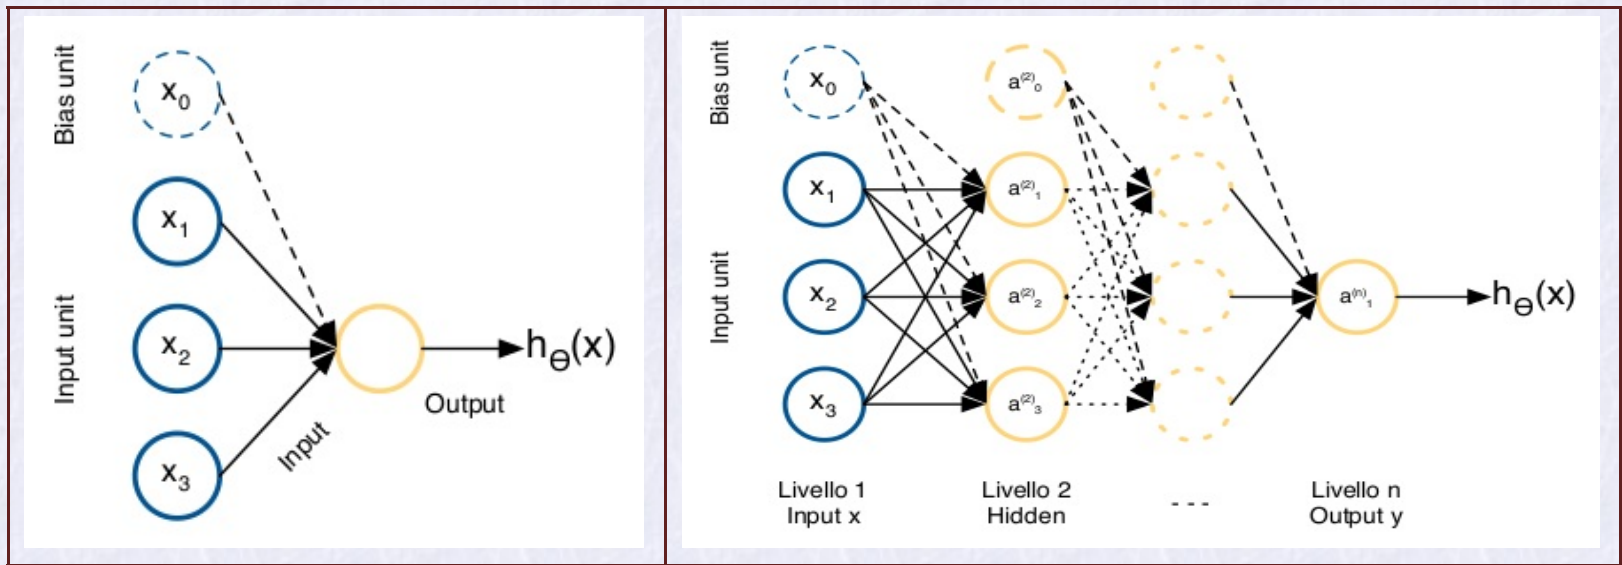 Bias unit
Input unit
x₀
x₁
x₂
x₃
Input
Output
hΘ(x)
Bias unit
Input unit
x₀
x₁
x₂
x₃
a⁽²⁾₀
a⁽²⁾₁
a⁽²⁾₂
a⁽²⁾₃
a⁽ⁿ⁾₁
hΘ(x)
Livello 1
Input x
Livello 2
Hidden
- - -
Livello n
Output y